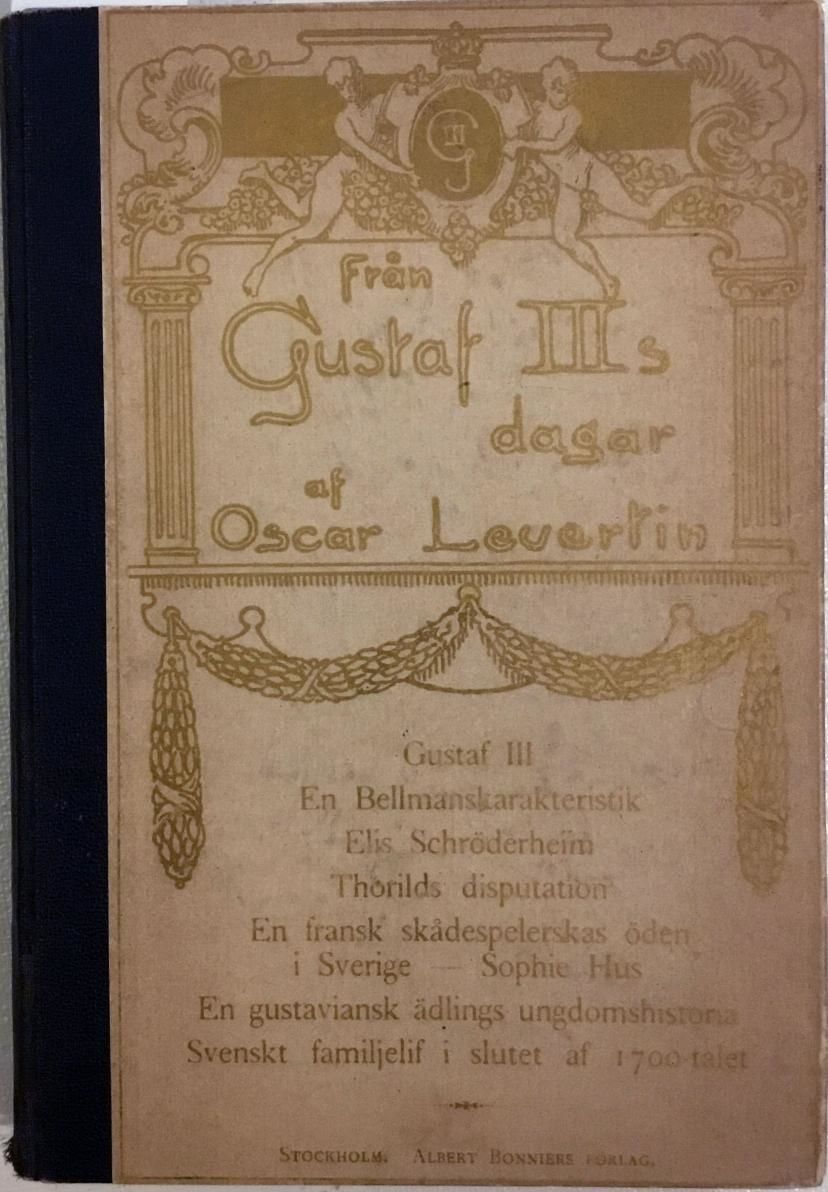 G III
Från
Gustaf IIIs
dagar
af
Oscar Levertin
Gustaf III
En Bellmanskarakteristik
Elis Schröderheim
Thorilds disputation
En fransk skådespelerskas öden
i Sverige — Sophie Hus
En gustaviansk ädlings ungdomshistoria
Svenskt familjelif i slutet af 1700-talet
STOCKHOLM. ALBERT BONNIERS FÖRLAG.